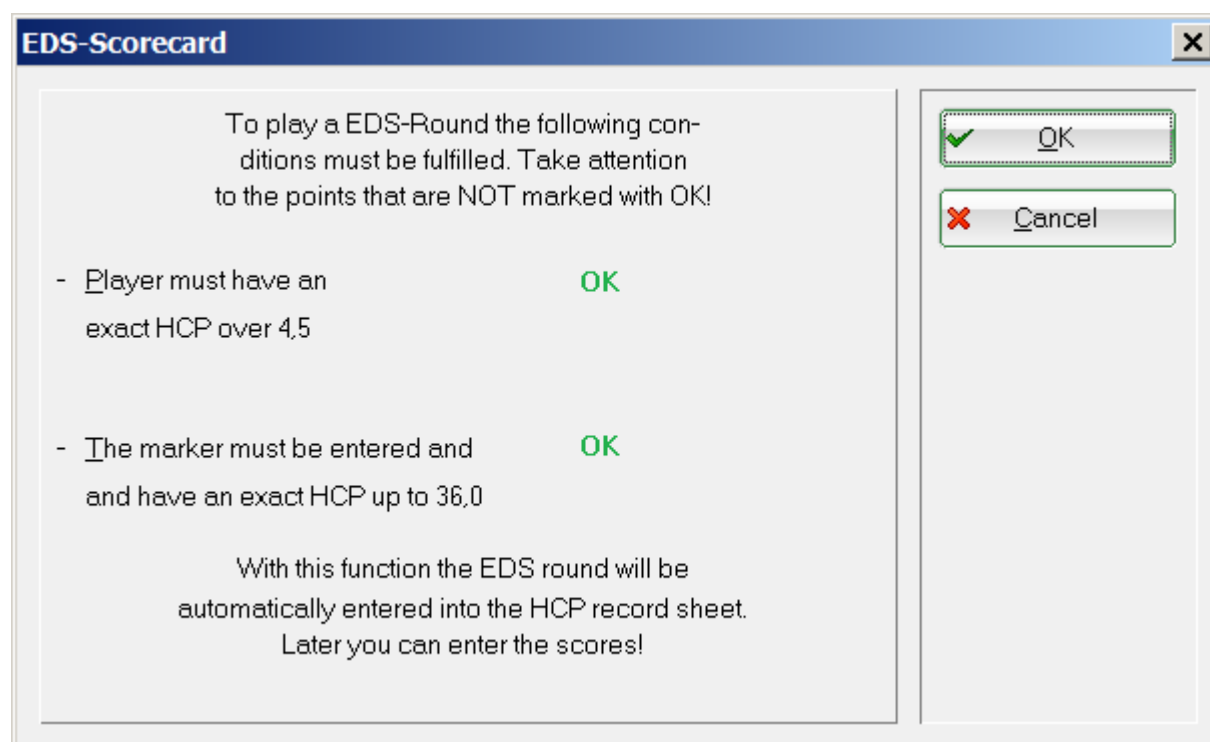 EDS-Scorecard
To play a EDS-Round the following con-
ditions must be fulfilled. Take attention
to the points that are NOT marked with OK!
- Player must have an OK
exact HCP over 4,5
- The marker must be entered and OK
and have an exact HCP up to 36,0
With this function the EDS round will be
automatically entered into the HCP record sheet.
Later you can enter the scores!
OK
Cancel